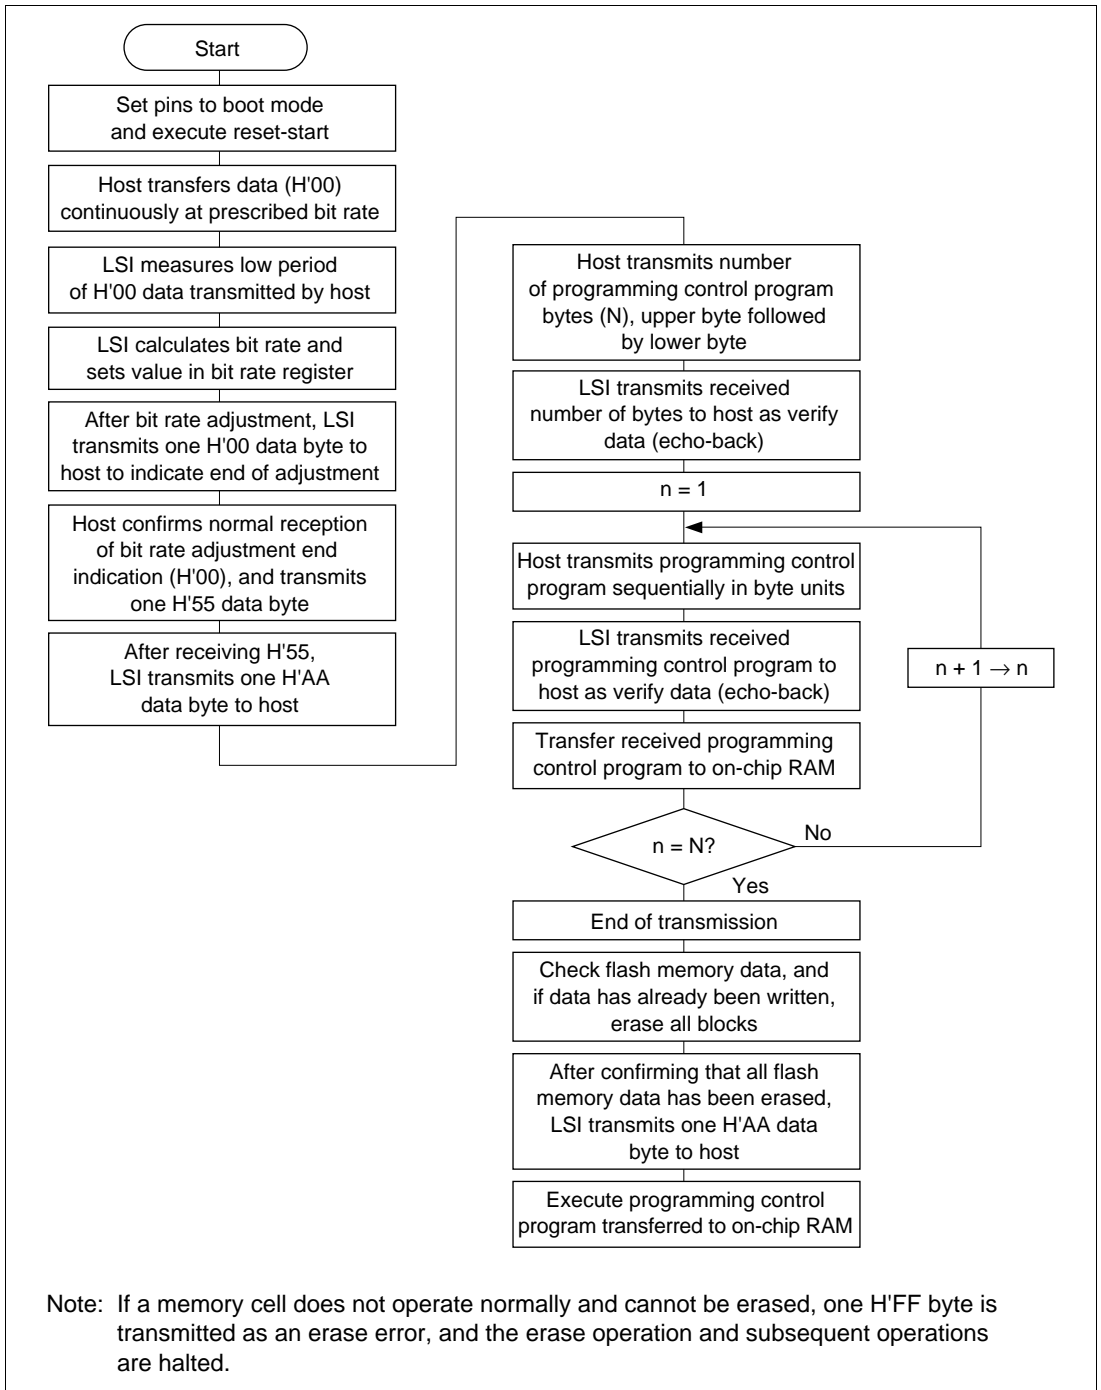 Start
Set pins to boot mode
and execute reset-start
Host transfers data (H'00)
continuously at prescribed bit rate
LSI measures low period
of H'00 data transmitted by host
LSI calculates bit rate and
sets value in bit rate register
After bit rate adjustment, LSI
transmits one H'00 data byte to
host to indicate end of adjustment
Host confirms normal reception
of bit rate adjustment end
indication (H'00), and transmits
one H'55 data byte
After receiving H'55,
LSI transmits one H'AA
data byte to host
Host transmits number
of programming control program
bytes (N), upper byte followed
by lower byte
LSI transmits received
number of bytes to host as verify
data (echo-back)
n = 1
Host transmits programming control
program sequentially in byte units
LSI transmits received
programming control program to
host as verify data (echo-back)
n + 1 → n
Transfer received programming
control program to on-chip RAM
n = N?
No
Yes
End of transmission
Check flash memory data, and
if data has already been written,
erase all blocks
After confirming that all flash
memory data has been erased,
LSI transmits one H'AA data
byte to host
Execute programming control
program transferred to on-chip RAM
Note: If a memory cell does not operate normally and cannot be erased, one H'FF byte is
transmitted as an erase error, and the erase operation and subsequent operations
are halted.